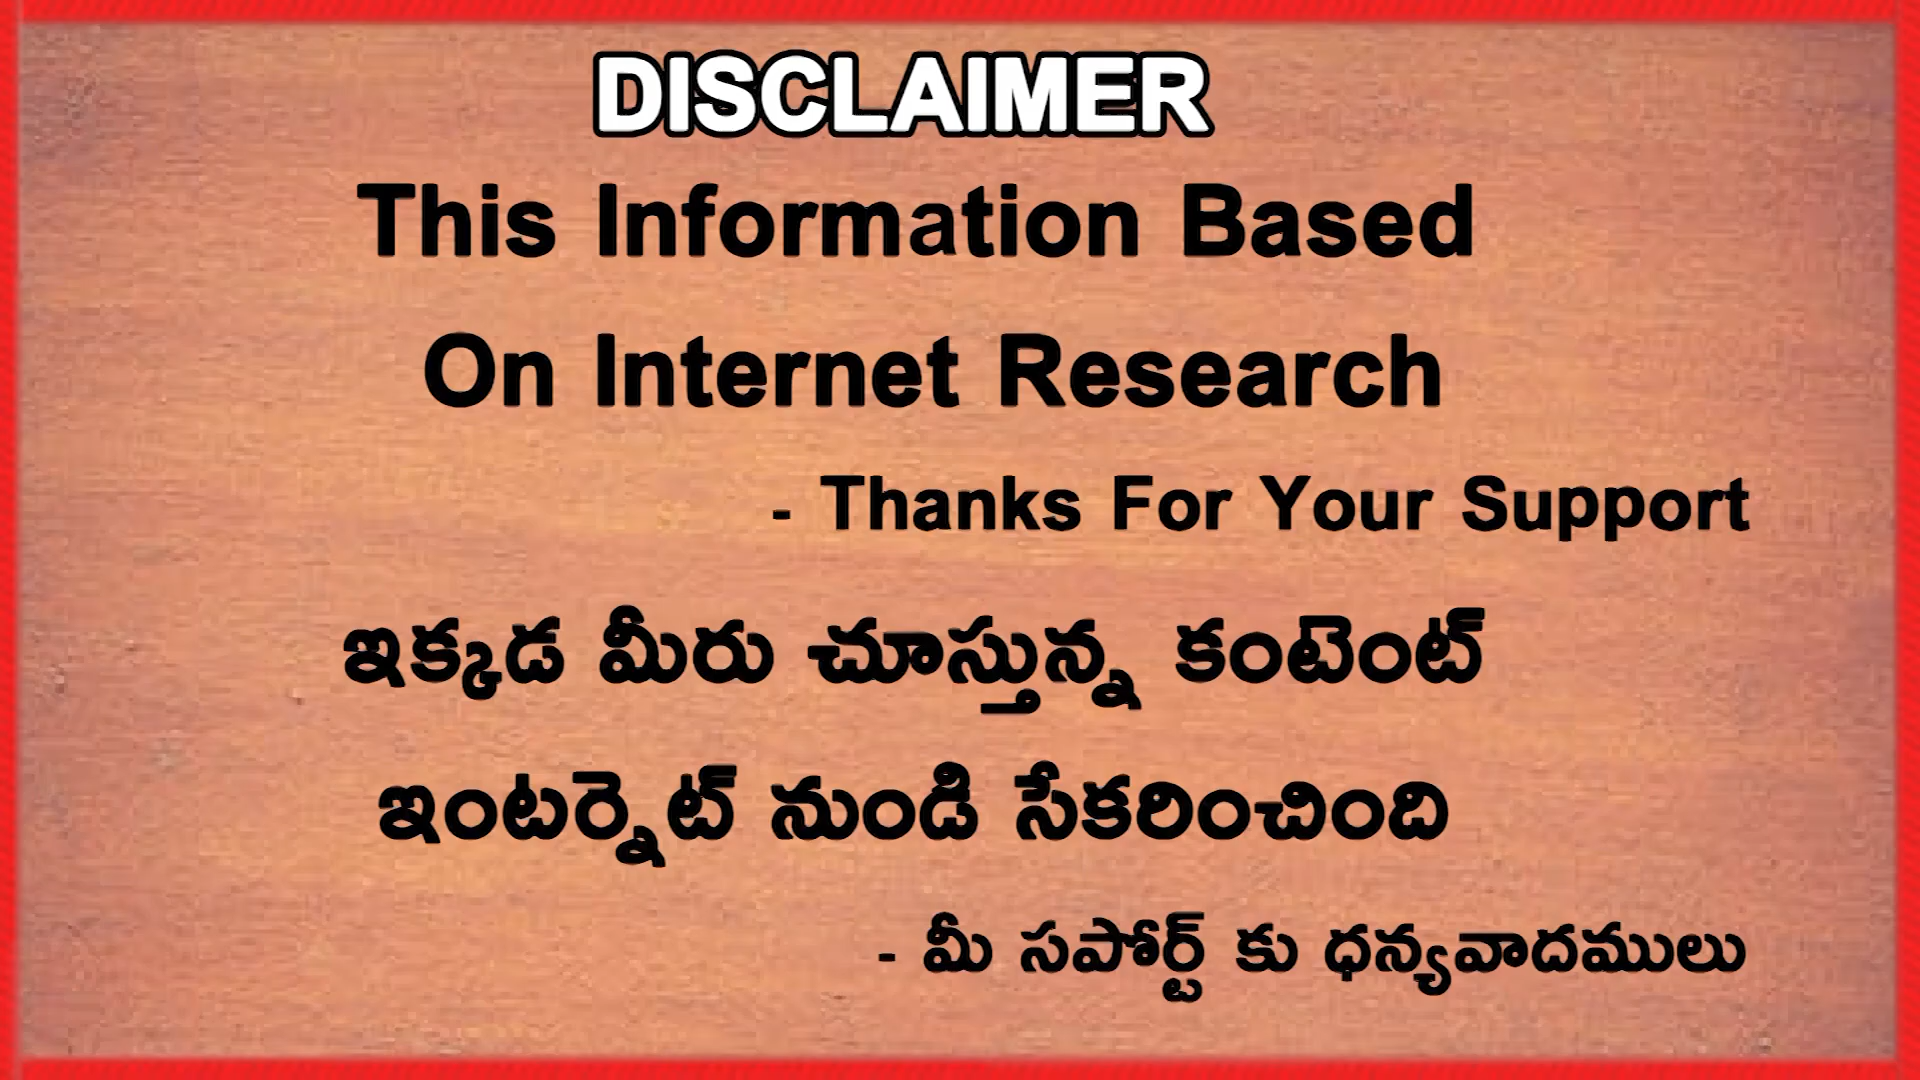 DISCLAIMER
This Information Based
On Internet Research
- Thanks For Your Support
ఇక్కడ మీరు చూస్తున్న కంటెంట్
ఇంటర్నెట్ నుండి సేకరించింది
- మీ సపోర్ట్ కు ధన్యవాదములు